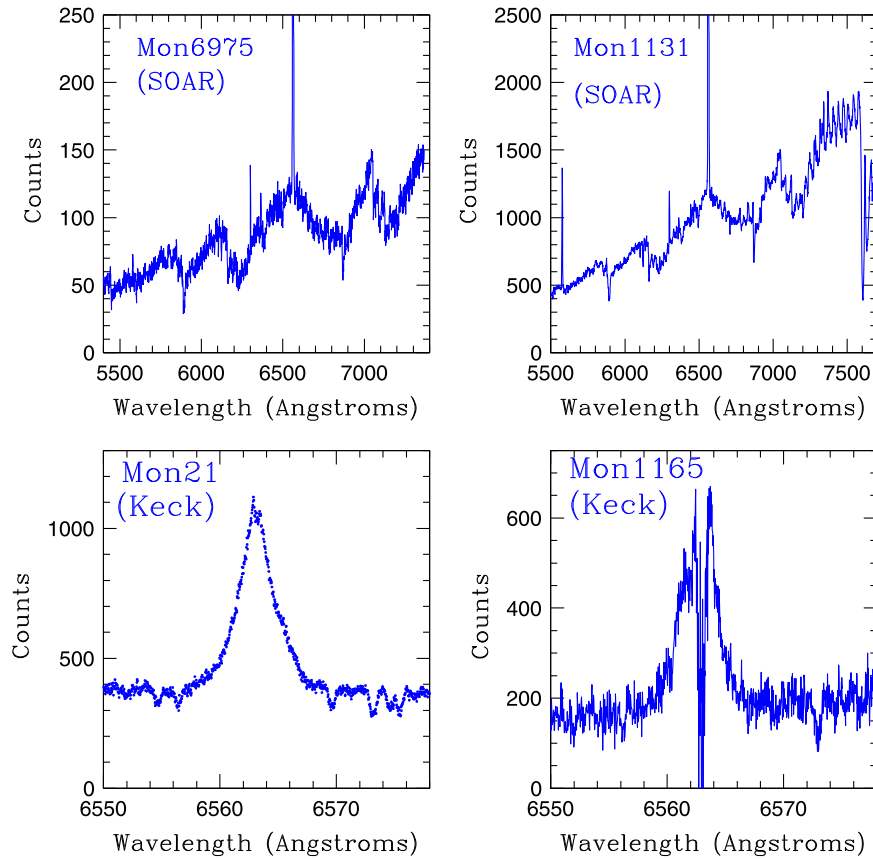 250
200
150
100
50
0
Counts
Mon6975
(SOAR)
5500 6000 6500 7000
Wavelength (Angstroms)
2500
2000
1500
1000
500
0
Counts
Mon1131
(SOAR)
5500 6000 6500 7000 7500
Wavelength (Angstroms)
1000
500
0
Counts
Mon21
(Keck)
6550 6560 6570
Wavelength (Angstroms)
600
400
200
0
Counts
Mon1165
(Keck)
6550 6560 6570
Wavelength (Angstroms)